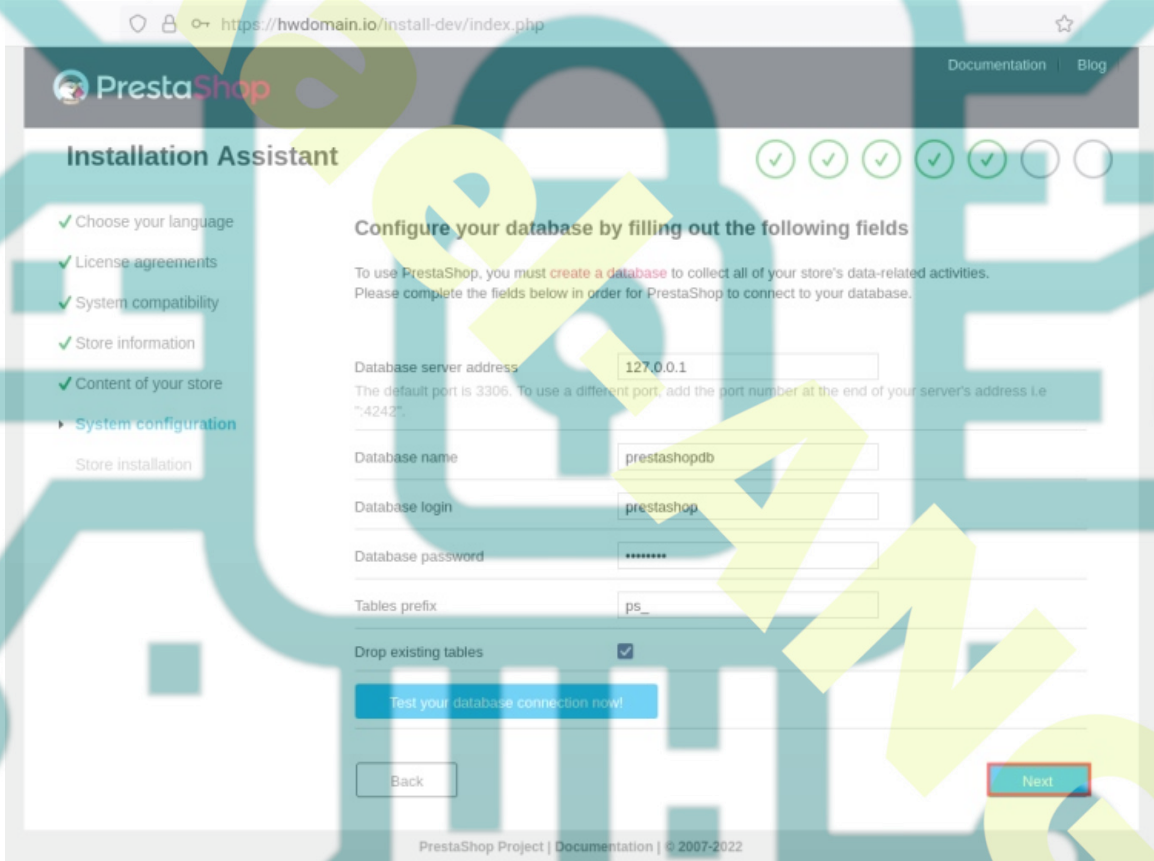 https://hwdomain.io/install-dev/index.php
PrestaShop
Documentation Blog
Installation Assistant
Choose your language
License agreements
System compatibility
Store information
Content of your store
System configuration
Store installation
Configure your database by filling out the following fields
To use PrestaShop, you must create a database to collect all of your store's data-related activities.
Please complete the fields below in order for PrestaShop to connect to your database.
Database server address 127.0.0.1
The default port is 3306. To use a different port, add the port number at the end of your server's address i.e
":4242".
Database name prestashopdb
Database login prestashop
Database password ••••••••
Tables prefix ps_
Drop existing tables
Test your database connection now!
Back Next
PrestaShop Project | Documentation | © 2007-2022